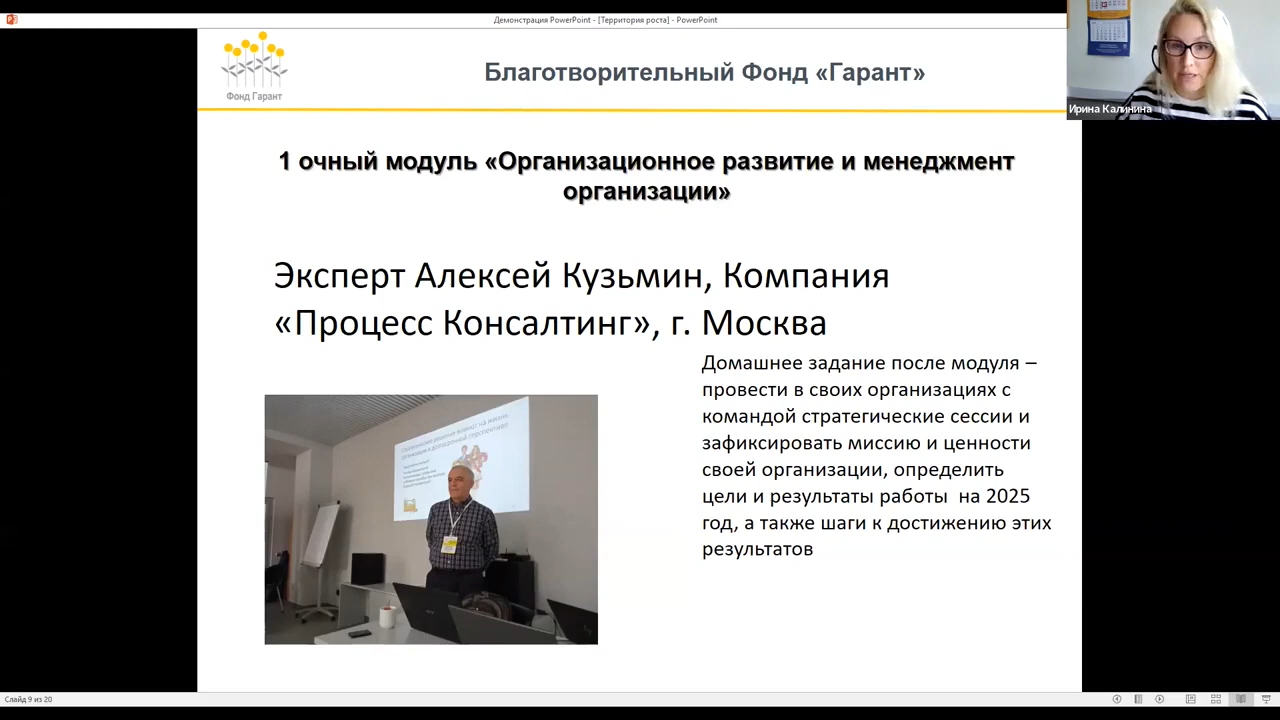 Демонстрация PowerPoint - [Территория роста] - PowerPoint
Ирина Калинина
Фонд Гарант
Благотворительный Фонд «Гарант»
1 очный модуль «Организационное развитие и менеджмент
организации»
Эксперт Алексей Кузьмин, Компания
«Процесс Консалтинг», г. Москва
Домашнее задание после модуля –
провести в своих организациях с
командой стратегические сессии и
зафиксировать миссию и ценности
своей организации, определить
цели и результаты работы  на 2025
год, а также шаги к достижению этих
результатов
Слайд 9 из 20